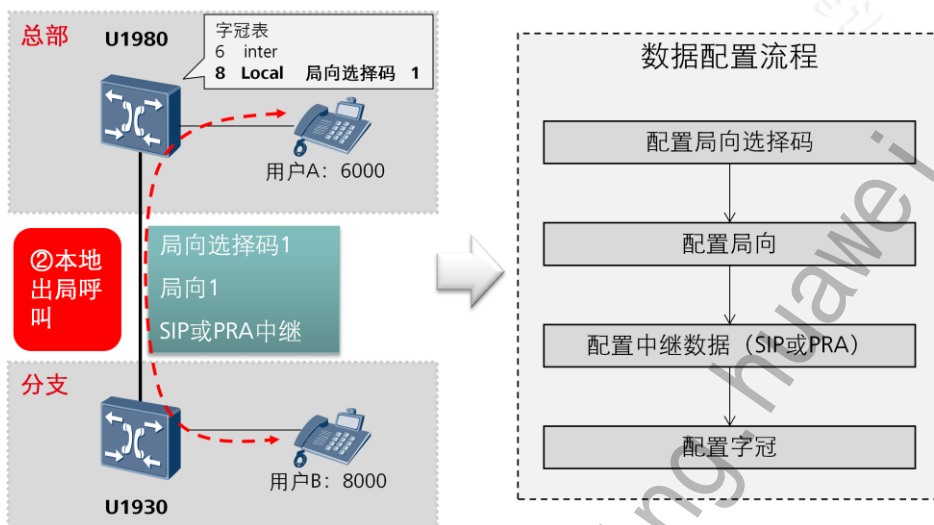 总部
U1980
字冠表
6 inter
8 Local 局向选择码 1
用户A：6000
②本地
出局呼
叫
局向选择码1
局向1
SIP或PRA中继
分支
用户B：8000
U1930
数据配置流程
配置局向选择码
配置局向
配置中继数据（SIP或PRA）
配置字冠
ng.huawei